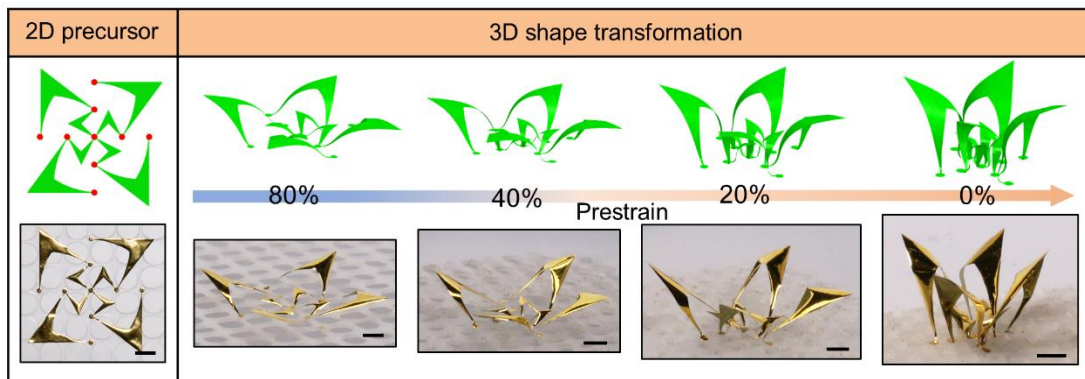 2D precursor
3D shape transformation
80%
40%
20%
0%
Prestrain